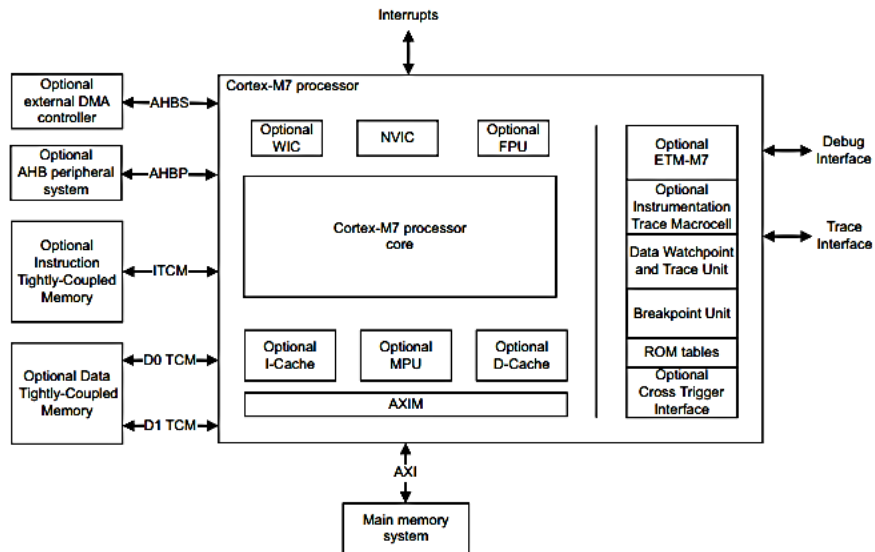 Interrupts
Cortex-M7 processor
Optional
external DMA
controller
AHBS
Optional
AHB peripheral
system
AHBP
Optional
Instruction
Tightly-Coupled
Memory
ITCM
Optional Data
Tightly-Coupled
Memory
D0 TCM
D1 TCM
Optional
WIC
NVIC
Optional
FPU
Cortex-M7 processor
core
Optional
I-Cache
Optional
MPU
Optional
D-Cache
AXIM
Optional
ETM-M7
Optional
Instrumentation
Trace Macrocell
Data Watchpoint
and Trace Unit
Breakpoint Unit
ROM tables
Optional
Cross Trigger
Interface
Debug
Interface
Trace
Interface
AXI
Main memory
system